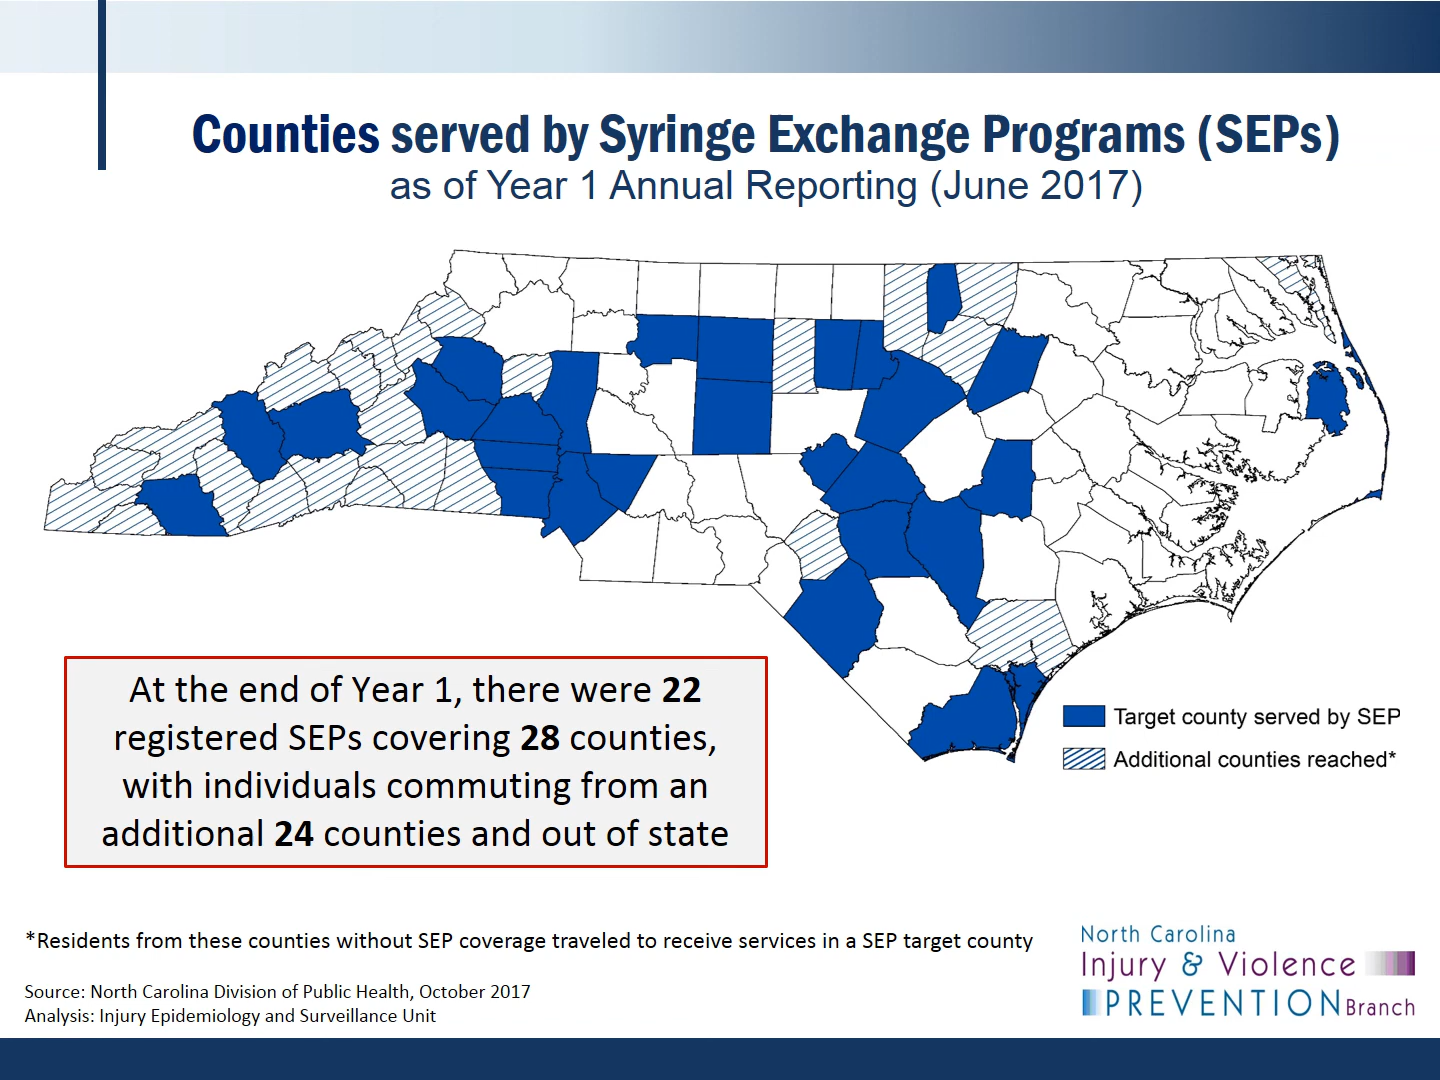 Counties served by Syringe Exchange Programs (SEPs)
as of Year 1 Annual Reporting (June 2017)
At the end of Year 1, there were 22
registered SEPs covering 28 counties,
with individuals commuting from an
additional 24 counties and out of state
Target county served by SEP
Additional counties reached*
*Residents from these counties without SEP coverage traveled to receive services in a SEP target county
Source: North Carolina Division of Public Health, October 2017
Analysis: Injury Epidemiology and Surveillance Unit
North Carolina
Injury & Violence
PREVENTION Branch